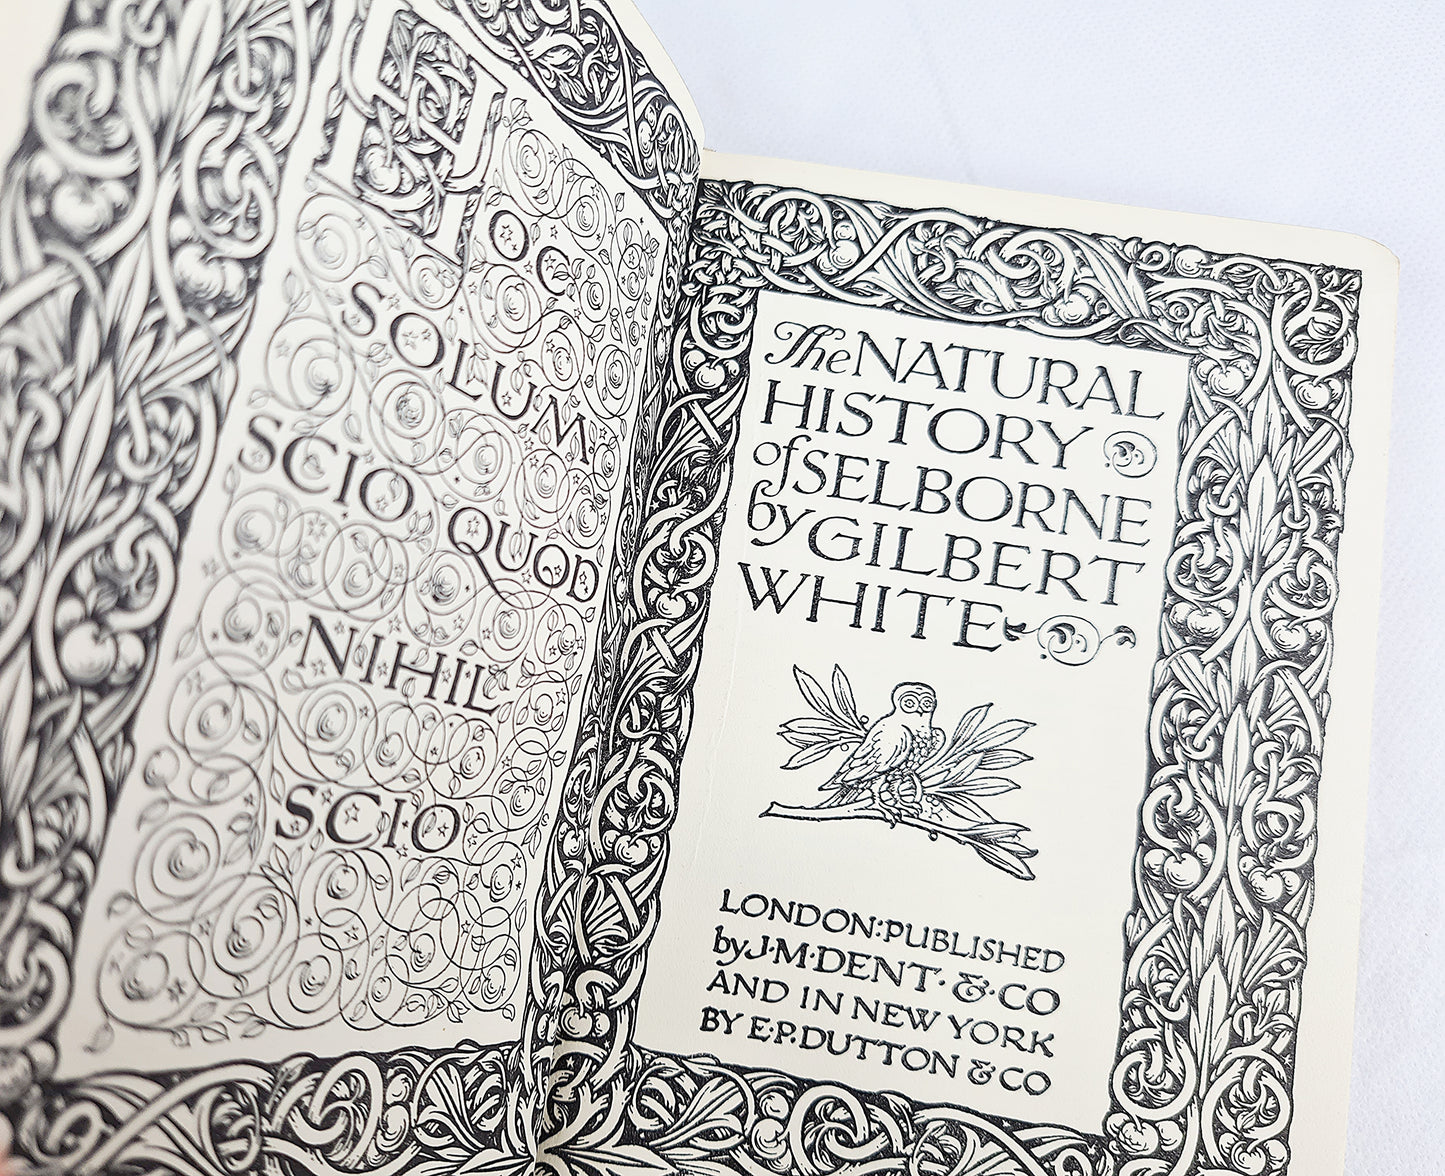 HOC
SOLUM
SCIO QUOD
NIHIL
SCIO
The NATURAL
HISTORY
of SELBORNE
by GILBERT
WHITE
LONDON: PUBLISHED
by J·M·DENT·&·CO
AND IN NEW YORK
BY E·P·DUTTON & CO